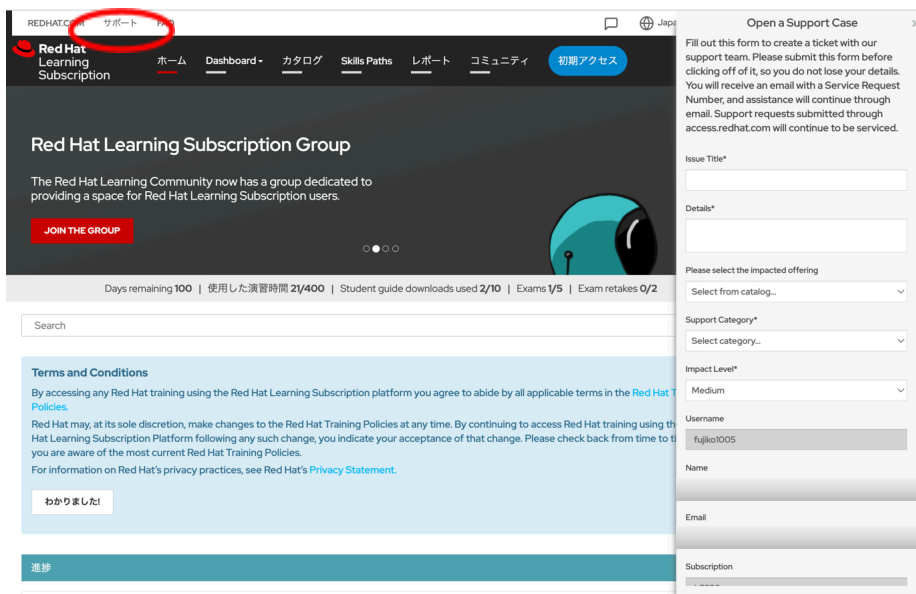 REDHAT.COM サポート FAQ
Red Hat
Learning
Subscription
ホーム Dashboard カタログ Skills Paths レポート コミュニティ 初期アクセス
Red Hat Learning Subscription Group
The Red Hat Learning Community now has a group dedicated to
providing a space for Red Hat Learning Subscription users.
JOIN THE GROUP
Days remaining 100 | 使用した演習時間 21/400 | Student guide downloads used 2/10 | Exams 1/5 | Exam retakes 0/2
Search
Terms and Conditions
By accessing any Red Hat training using the Red Hat Learning Subscription platform you agree to abide by all applicable terms in the Red Hat T
Policies.
Red Hat may, at its sole discretion, make changes to the Red Hat Training Policies at any time. By continuing to access Red Hat training using th
Hat Learning Subscription Platform following any such change, you indicate your acceptance of that change. Please check back from time to ti
you are aware of the most current Red Hat Training Policies.
For information on Red Hat's privacy practices, see Red Hat's Privacy Statement.
わかりました!
進捗
Open a Support Case
Fill out this form to create a ticket with our
support team. Please submit this form before
clicking off of it, so you do not lose your details.
You will receive an email with a Service Request
Number, and assistance will continue through
email. Support requests submitted through
access.redhat.com will continue to be serviced.
Issue Title*
Details*
Please select the impacted offering
Select from catalog...
Support Category*
Select category...
Impact Level*
Medium
Username
fujiko1005
Name
Email
Subscription